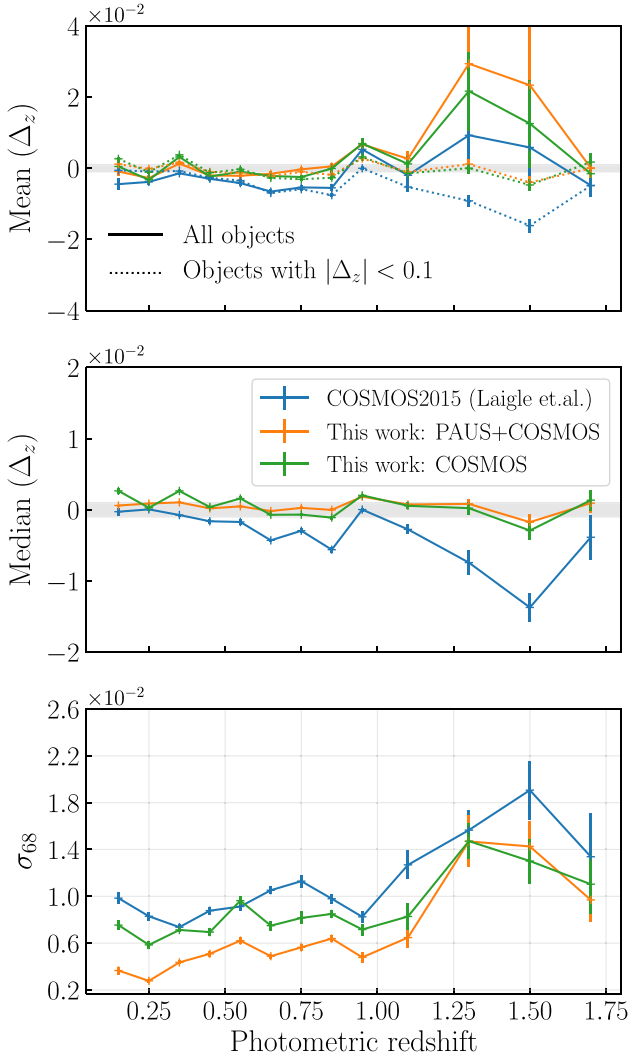 ×10⁻²
4
2
0
−2
−4
Mean (Δ_z)
All objects
Objects with |Δ_z| < 0.1
×10⁻²
2
1
0
−1
−2
Median (Δ_z)
COSMOS2015 (Laigle et.al.)
This work: PAUS+COSMOS
This work: COSMOS
×10⁻²
2.6
2.2
1.8
1.4
1.0
0.6
0.2
σ₆₈
0.25 0.50 0.75 1.00 1.25 1.50 1.75
Photometric redshift